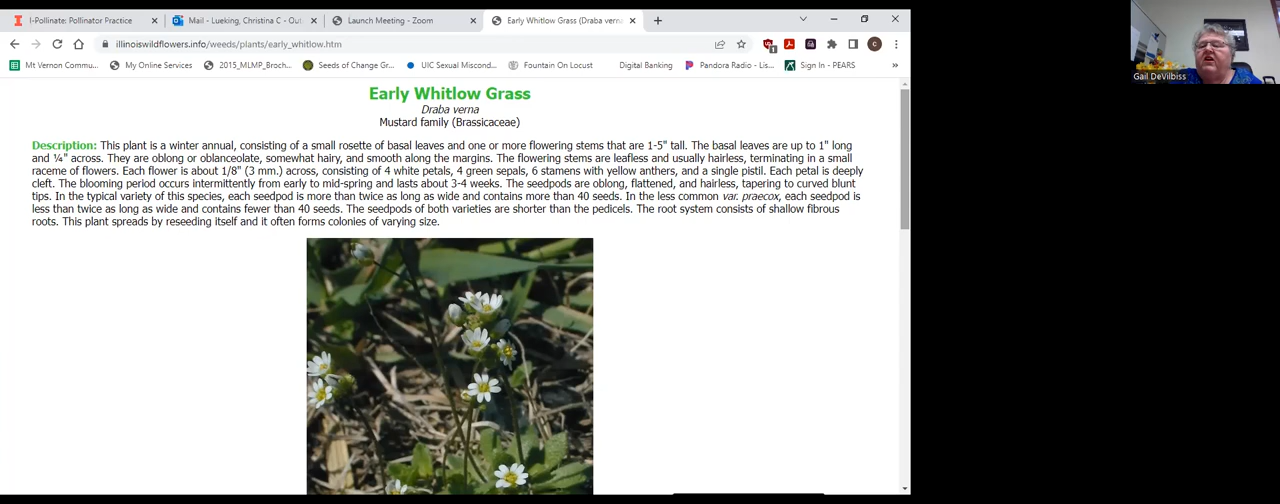 I-Pollinate: Pollinator Practice
Mail - Lueking, Christina C - Out
Launch Meeting - Zoom
Early Whitlow Grass (Draba verna
illinoiswildflowers.info/weeds/plants/early_whitlow.htm
Mt Vernon Commu...
My Online Services
2015_MLMP_Broch...
Seeds of Change Gr...
UIC Sexual Miscond...
Fountain On Locust
Digital Banking
Pandora Radio - Lis...
Sign In - PEARS
»
Early Whitlow Grass
Draba verna
Mustard family (Brassicaceae)
Description: This plant is a winter annual, consisting of a small rosette of basal leaves and one or more flowering stems that are 1-5" tall. The basal leaves are up to 1" long
and ¼" across. They are oblong or oblanceolate, somewhat hairy, and smooth along the margins. The flowering stems are leafless and usually hairless, terminating in a small
raceme of flowers. Each flower is about 1/8" (3 mm.) across, consisting of 4 white petals, 4 green sepals, 6 stamens with yellow anthers, and a single pistil. Each petal is deeply
cleft. The blooming period occurs intermittently from early to mid-spring and lasts about 3-4 weeks. The seedpods are oblong, flattened, and hairless, tapering to curved blunt
tips. In the typical variety of this species, each seedpod is more than twice as long as wide and contains more than 40 seeds. In the less common var. praecox, each seedpod is
less than twice as long as wide and contains fewer than 40 seeds. The seedpods of both varieties are shorter than the pedicels. The root system consists of shallow fibrous
roots. This plant spreads by reseeding itself and it often forms colonies of varying size.
Gail DeVilbiss